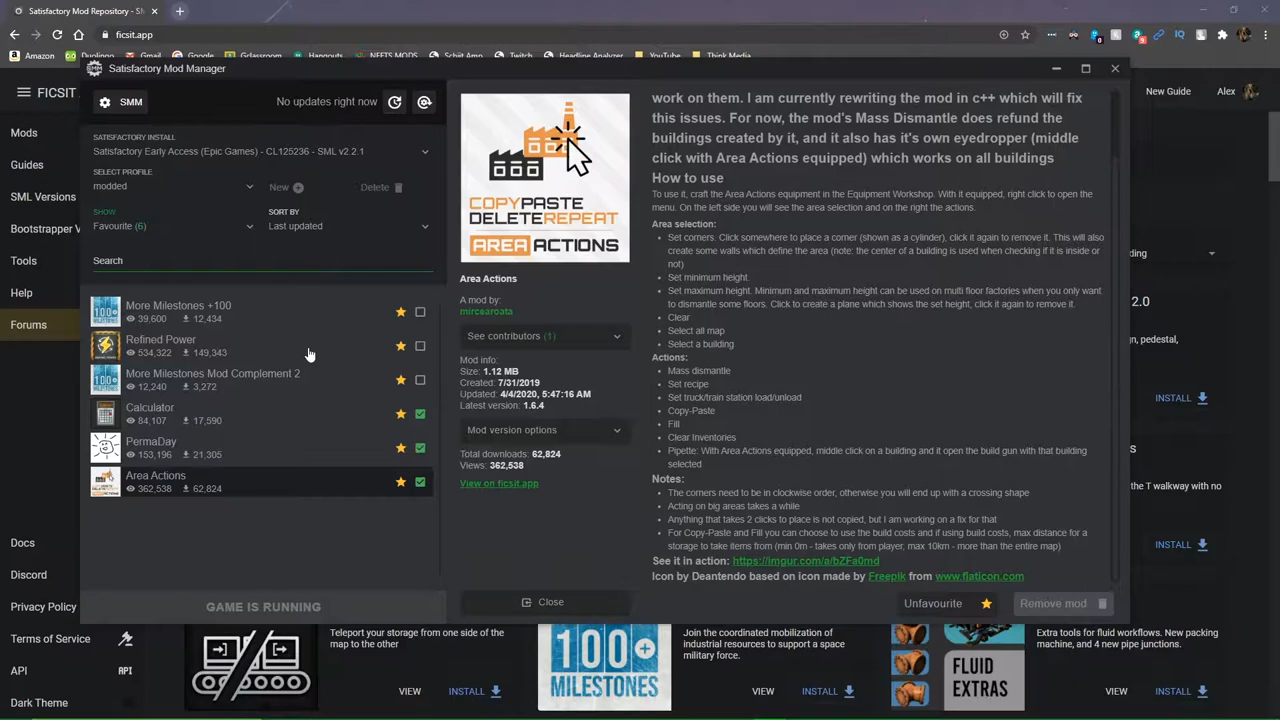 Satisfactory Mod Repository - SM
ficsit.app
Amazon
Duolingo
Gmail
Google
Gclassroom
Hangouts
NEETS MODS
Schiit Amp
Twitch
Headline Analyzer
YouTube
Think Media
FICSIT
New Guide
Alex
Mods
Guides
SML Versions
Bootstrapper V
Tools
Help
Forums
Docs
Discord
Privacy Policy
Terms of Service
API
API
Dark Theme
SMM
Satisfactory Mod Manager
SMM
No updates right now
SATISFACTORY INSTALL
Satisfactory Early Access (Epic Games) - CL125236 - SML v2.2.1
SELECT PROFILE
modded
New
Delete
SHOW
Favourite (6)
SORT BY
Last updated
Search
More Milestones +100
39,600 12,434
Refined Power
534,322 149,343
More Milestones Mod Complement 2
12,240 3,272
Calculator
84,107 17,590
PermaDay
153,196 21,305
Area Actions
362,538 62,824
GAME IS RUNNING
COPYPASTE
DELETEREPEAT
AREA ACTIONS
Area Actions
A mod by:
mircearoata
See contributors (1)
Mod info:
Size: 1.12 MB
Created: 7/31/2019
Updated: 4/4/2020, 5:47:16 AM
Latest version: 1.6.4
Mod version options
Total downloads: 62,824
Views: 362,538
View on ficsit.app
Close
work on them. I am currently rewriting the mod in c++ which will fix
this issues. For now, the mod's Mass Dismantle does refund the
buildings created by it, and it also has it's own eyedropper (middle
click with Area Actions equipped) which works on all buildings
How to use
To use it, craft the Area Actions equipment in the Equipment Workshop. With it equipped, right click to open the
menu. On the left side you will see the area selection and on the right the actions.
Area selection:
• Set corners. Click somewhere to place a corner (shown as a cylinder), click it again to remove it. This will also
create some walls which define the area (note: the center of a building is used when checking if it is inside or
not)
• Set minimum height.
• Set maximum height. Minimum and maximum height can be used on multi floor factories when you only want
to dismantle some floors. Click to create a plane which shows the set height, click it again to remove it.
• Clear
• Select all map
• Select a building
Actions:
• Mass dismantle
• Set recipe
• Set truck/train station load/unload
• Copy-Paste
• Fill
• Clear Inventories
• Pipette: With Area Actions equipped, middle click on a building and it open the build gun with that building
selected
Notes:
• The corners need to be in clockwise order, otherwise you will end up with a crossing shape
• Acting on big areas takes a while
• Anything that takes 2 clicks to place is not copied, but I am working on a fix for that
• For Copy-Paste and Fill you can choose to use the build costs and if using build costs, max distance for a
storage to take items from (min 0m - takes only from player, max 10km - more than the entire map)
See it in action: https://imgur.com/a/bZFa0md
Icon by Deantendo based on icon made by Freepik from www.flaticon.com
Unfavourite
Remove mod
ding
2.0
ign, pedestal,
INSTALL
the T walkway with no
INSTALL
Teleport your storage from one side of the
map to the other
VIEW
INSTALL
100+
MILESTONES
Join the coordinated mobilization of
industrial resources to support a space
military force.
VIEW
INSTALL
FLUID
EXTRAS
Extra tools for fluid workflows. New packing
machine, and 4 new pipe junctions.
VIEW
INSTALL